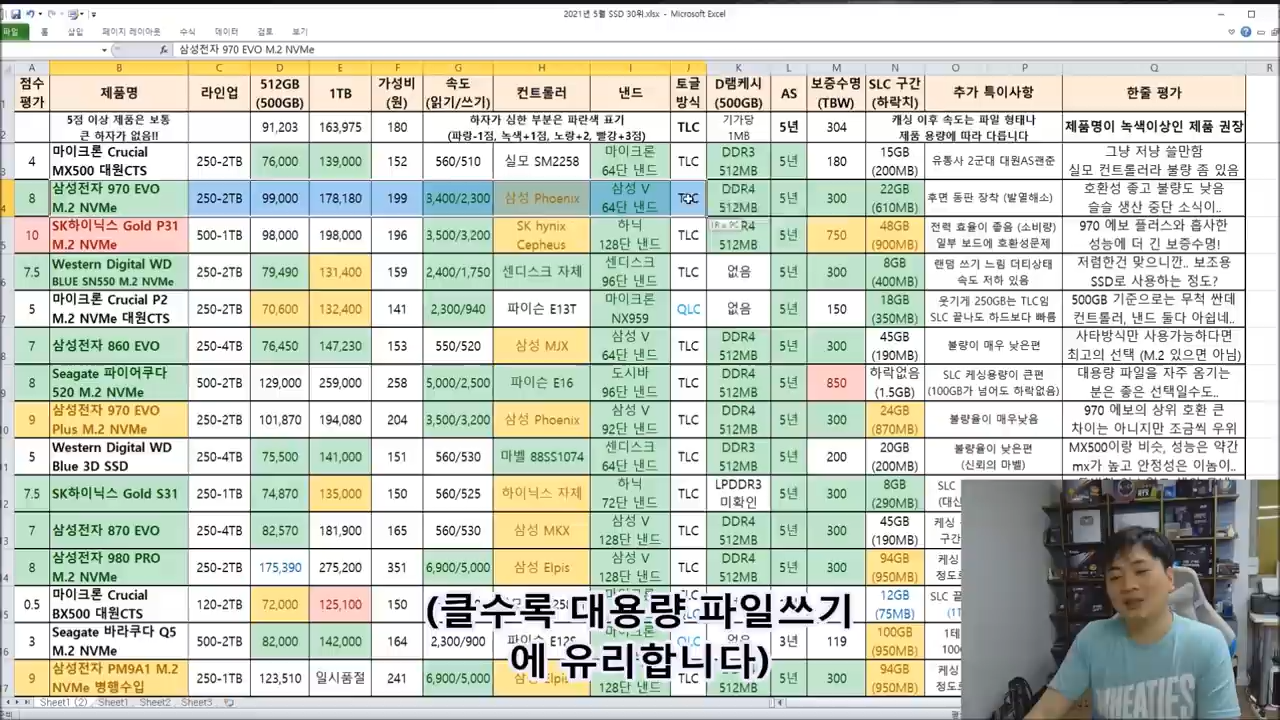 2021년 5월 SSD 30위.xlsx - Microsoft Excel
파일 홈 삽입 페이지 레이아웃 수식 데이터 검토 보기
fx 삼성전자 970 EVO M.2 NVMe
A B C D E F G H I J K L M N O P Q R
점수 평가 제품명 라인업 512GB (500GB) 1TB 가성비 (원) 속도 (읽기/쓰기) 컨트롤러 낸드 토글 방식 D램케시 (500GB) AS 보증수명 (TBW) SLC 구간 (하락치) 추가 특이사항 한줄 평가
5점 이상 제품은 보통 큰 하자가 없음!! 91,203 163,975 180 하자가 심한 부분은 파란색 표기 (파랑-1점, 녹색+1점, 노랑+2, 빨강+3점) TLC 기가당 1MB 5년 304 캐싱 이후 속도는 파일 형태나 제품 용량에 따라 다릅니다 제품명이 녹색이상인 제품 권장
4 마이크론 Crucial MX500 대원CTS 250-2TB 76,000 139,000 152 560/510 실모 SM2258 마이크론 64단 낸드 TLC DDR3 512MB 5년 180 15GB (200MB) 유통사 2군대 대원AS괜준 그냥 저냥 쓸만함 실모 컨트롤러라 불량 좀 있음
8 삼성전자 970 EVO M.2 NVMe 250-2TB 99,000 178,180 199 3,400/2,300 삼성 Phoenix 삼성 V 64단 낸드 TLC DDR4 512MB 5년 300 22GB (610MB) 후면 동판 장착 (발열해소) 호환성 좋고 불량도 낮음 슬슬 생산 중단 소식이..
10 SK하이닉스 Gold P31 M.2 NVMe 500-1TB 98,000 198,000 196 3,500/3,200 SK hynix Cepheus 하닉 128단 낸드 TLC 512MB 5년 750 48GB (900MB) 전력 효율이 좋음 (소비량) 일부 보드에 호환성문제 970 에보 플러스와 흡사한 성능에 더 긴 보증수명!
7.5 Western Digital WD BLUE SN550 M.2 NVMe 250-2TB 79,490 131,400 159 2,400/1,750 센디스크 자체 센디스크 96단 낸드 TLC 없음 5년 300 8GB (400MB) 랜덤 쓰기 느림 더티상태 속도 저하 있음 저렴한건 맞으니깐.. 보조용 SSD로 사용하는 정도?
5 마이크론 Crucial P2 M.2 NVMe 대원CTS 250-2TB 70,600 132,400 141 2,300/940 파이슨 E13T 마이크론 NX959 QLC 없음 5년 150 18GB (350MB) 웃기게 250GB는 TLC임 SLC 끝나도 하드보다 빠름 500GB 기준으로는 무척 싼데 컨트롤러, 낸드 둘다 아쉽네..
7 삼성전자 860 EVO 250-4TB 76,450 147,230 153 550/520 삼성 MJX 삼성 V 64단 낸드 TLC DDR4 512MB 5년 300 45GB (190MB) 불량이 매우 낮은편 사타방식만 사용가능하다면 최고의 선택 (M.2 있으면 아님)
8 Seagate 파이어쿠다 520 M.2 NVMe 500-2TB 129,000 259,000 258 5,000/2,500 파이슨 E16 도시바 96단 낸드 TLC DDR4 512MB 5년 850 하락없음 (1.5GB) SLC 케싱용량이 큰편 (100GB가 넘어도 하락없음) 대용량 파일을 자주 옮기는 분은 좋은 선택일수도..
9 삼성전자 970 EVO Plus M.2 NVMe 250-2TB 101,870 194,080 204 3,500/3,200 삼성 Phoenix 삼성 V 92단 낸드 TLC DDR4 512MB 5년 300 24GB (870MB) 불량율이 매우낮음 970 에보의 상위 호환 큰 차이는 아니지만 조금씩 우위
5 Western Digital WD Blue 3D SSD 250-4TB 75,500 141,000 151 560/530 마벨 88SS1074 센디스크 64단 낸드 TLC DDR3 512MB 5년 200 20GB (200MB) 불량율이 낮은편 (신뢰의 마벨) MX500이랑 비슷, 성능은 약간 mx가 높고 안정성은 이놈이..
7.5 SK하이닉스 Gold S31 250-1TB 74,870 135,000 150 560/525 하이닉스 자체 하닉 72단 낸드 TLC LPDDR3 미확인 5년 300 8GB (290MB) SLC
7 삼성전자 870 EVO 250-4TB 82,570 181,900 165 560/530 삼성 MKX 삼성 V 128단 낸드 TLC DDR4 512MB 5년 300 45GB (190MB) 케싱
8 삼성전자 980 PRO M.2 NVMe 250-2TB 175,390 275,200 351 6,900/5,000 삼성 Elpis 삼성 V 128단 낸드 TLC DDR4 512MB 5년 300 94GB (950MB) 케싱 정도
0.5 마이크론 Crucial BX500 대원CTS 120-2TB 72,000 125,100 150 12GB (75MB) SLC
3 Seagate 바라쿠다 Q5 M.2 NVMe 500-2TB 82,000 142,000 164 2,300/900 파이슨 QLC 없음 3년 119 100GB (950MB)
9 삼성전자 PM9A1 M.2 NVMe 병행수입 250-1TB 123,510 일시품절 241 6,900/5,000 128단 낸드 TLC 512MB 5년 300 94GB (950MB) 케싱 정도
(클수록 대용량 파일쓰기
에 유리합니다)
Sheet1 (2) Sheet1 Sheet2 Sheet3